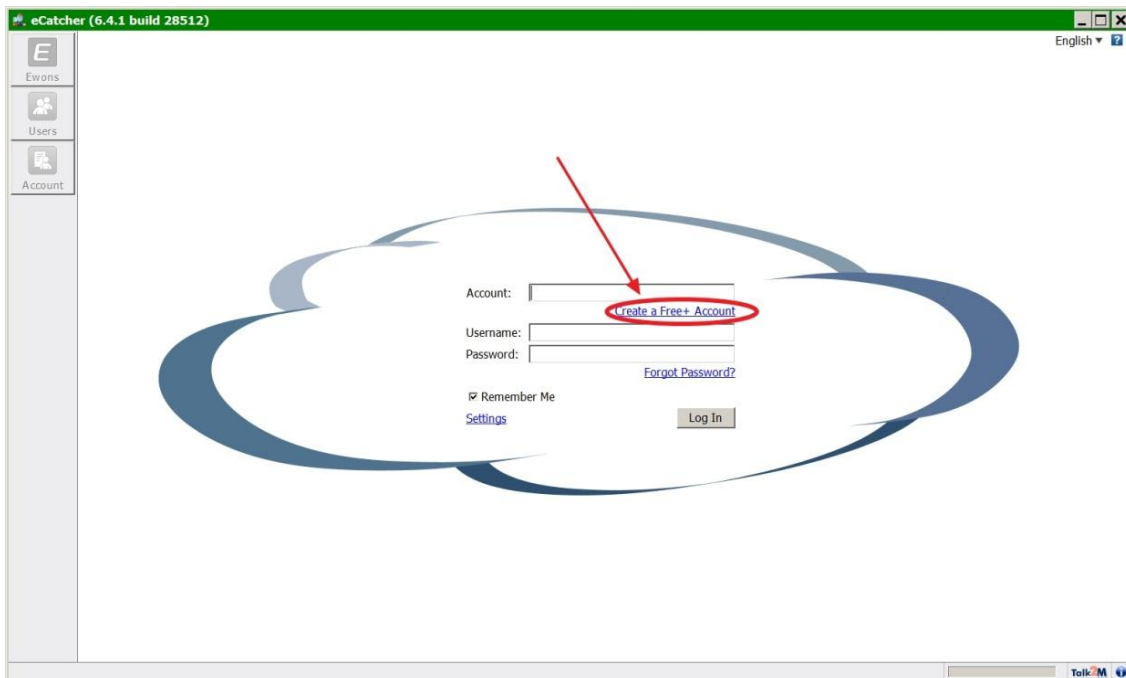 eCatcher (6.4.1 build 28512)
English
E
Ewons
Users
Account
Account:
Create a Free+ Account
Username:
Password:
Forgot Password?
Remember Me
Settings
Log In
Talk2M